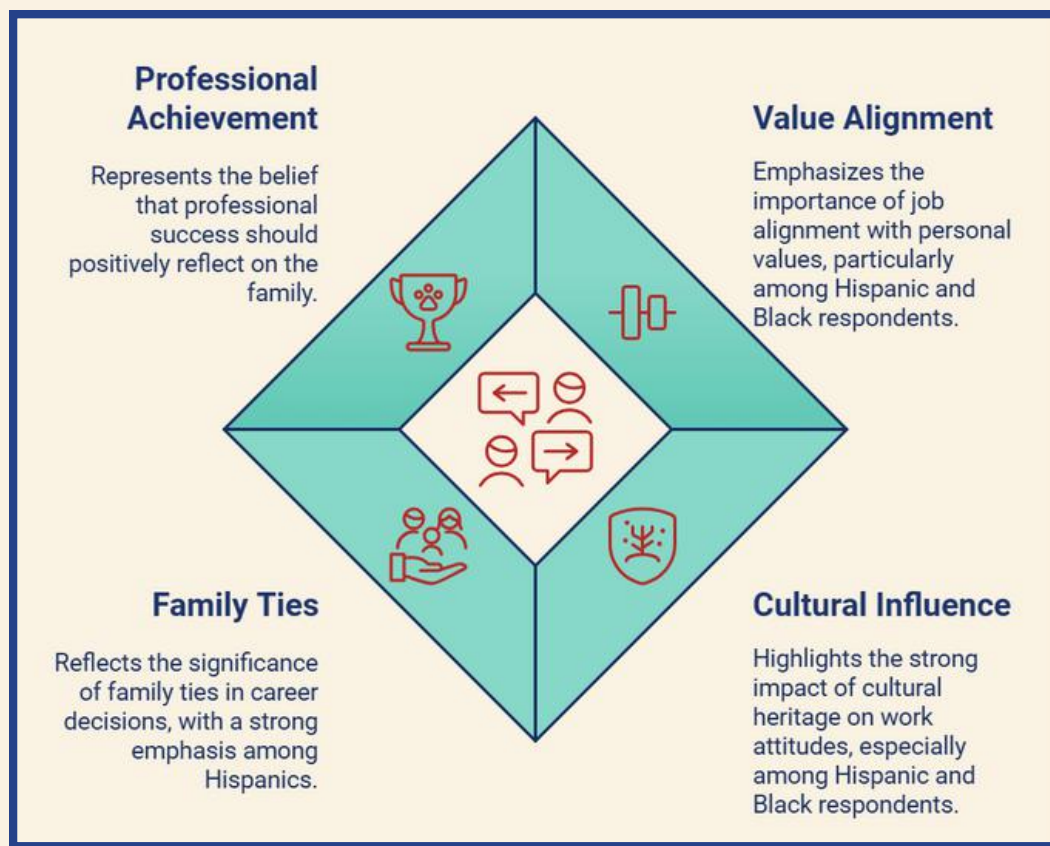 Professional
Achievement
Represents the belief
that professional
success should
positively reflect on the
family.
Value Alignment
Emphasizes the
importance of job
alignment with personal
values, particularly
among Hispanic and
Black respondents.
Family Ties
Reflects the significance
of family ties in career
decisions, with a strong
emphasis among
Hispanics.
Cultural Influence
Highlights the strong
impact of cultural
heritage on work
attitudes, especially
among Hispanic and
Black respondents.